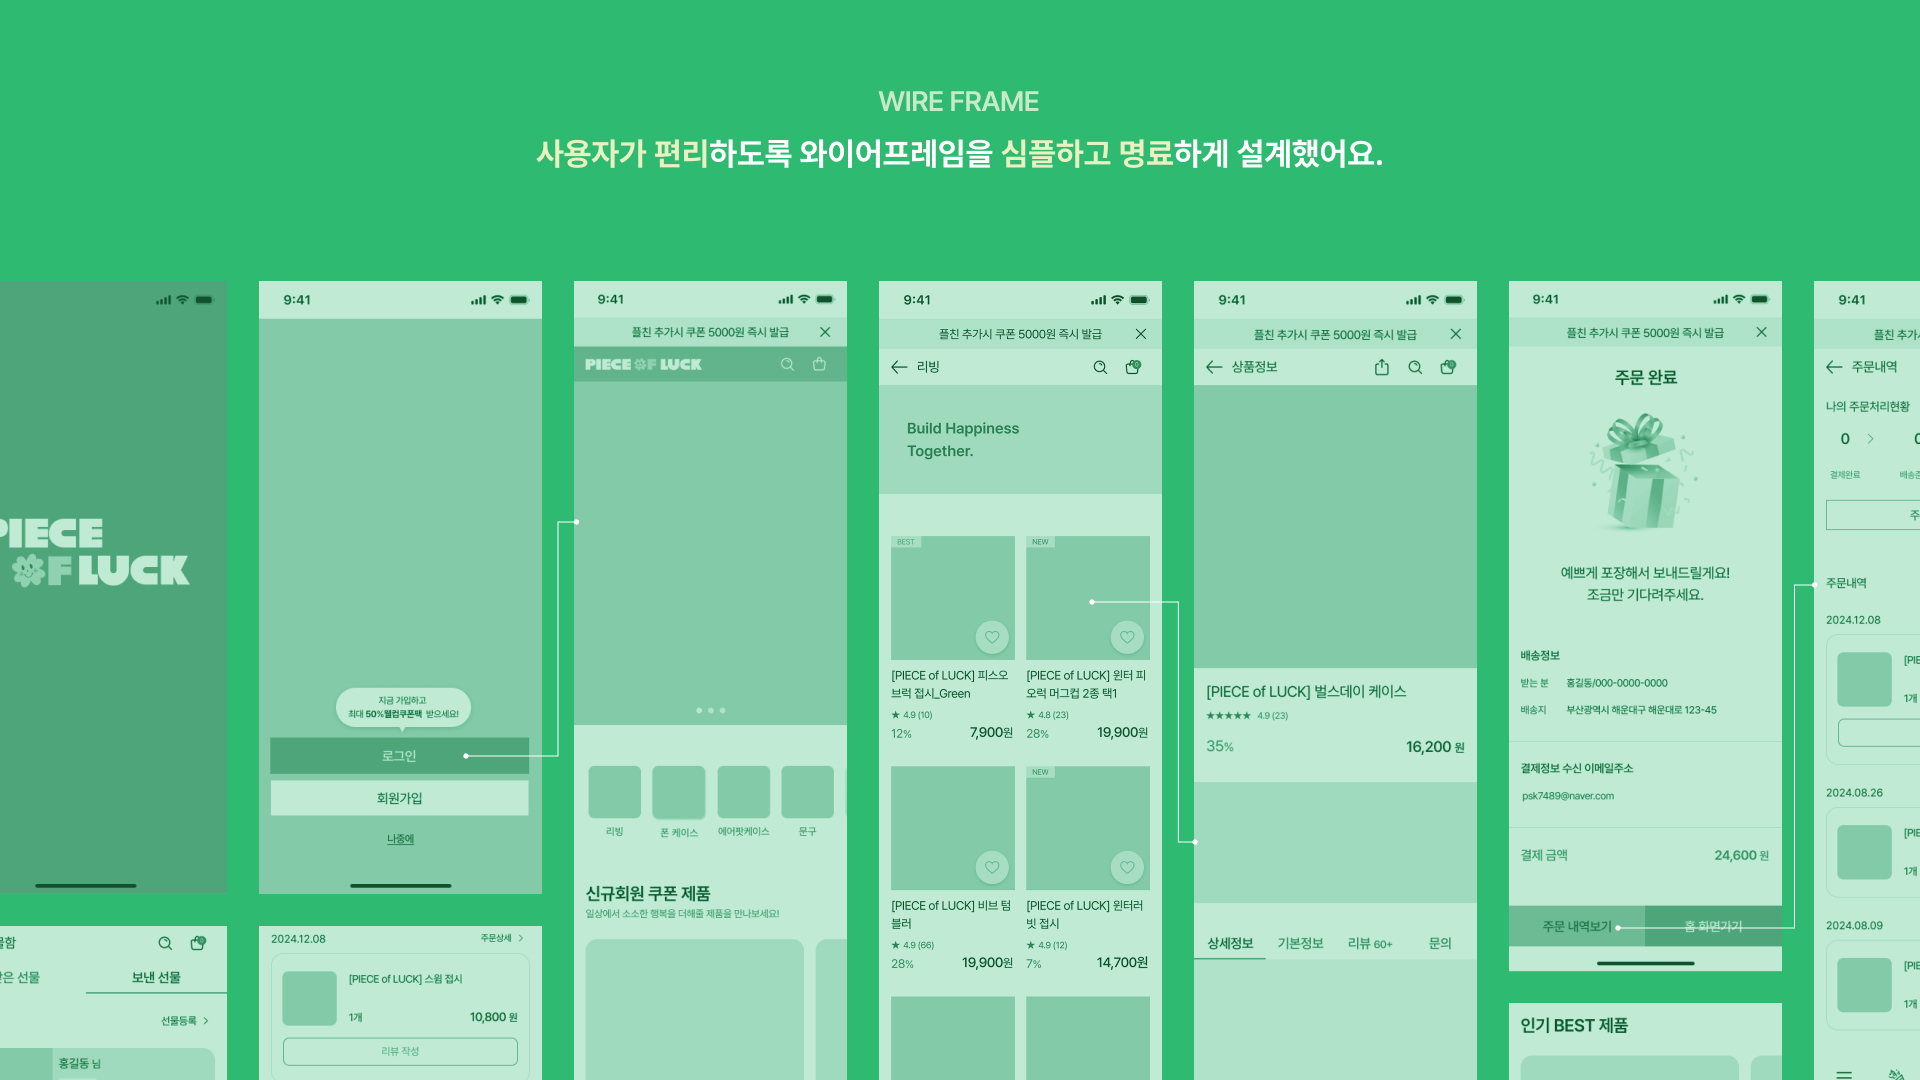 WIRE FRAME
사용자가 편리하도록 와이어프레임을 심플하고 명료하게 설계했어요.
PIECE
OF LUCK
9:41
지금 가입하고
최대 50%웰컴쿠폰팩 받으세요!
로그인
회원가입
나중에
9:41
플친 추가시 쿠폰 5000원 즉시 발급
PIECE OF LUCK
리빙
폰 케이스
에어팟케이스
문구
신규회원 쿠폰 제품
일상에서 소소한 행복을 더해줄 제품을 만나보세요!
9:41
플친 추가시 쿠폰 5000원 즉시 발급
리빙
Build Happiness
Together.
BEST
[PIECE of LUCK] 피스오
브럭 접시_Green
★ 4.9 (10)
12% 7,900원
NEW
[PIECE of LUCK] 윈터 피
오럭 머그컵 2종 택1
★ 4.8 (23)
28% 19,900원
[PIECE of LUCK] 비브 텀
블러
★ 4.9 (66)
28% 19,900원
NEW
[PIECE of LUCK] 윈터러
빗 접시
★ 4.9 (12)
7% 14,700원
9:41
플친 추가시 쿠폰 5000원 즉시 발급
상품정보
[PIECE of LUCK] 벌스데이 케이스
★★★★★ 4.9 (23)
35% 16,200 원
상세정보 기본정보 리뷰 60+ 문의
9:41
플친 추가시 쿠폰 5000원 즉시 발급
주문 완료
예쁘게 포장해서 보내드릴게요!
조금만 기다려주세요.
배송정보
받는 분 홍길동/000-0000-0000
배송지 부산광역시 해운대구 해운대로 123-45
결제정보 수신 이메일주소
psk7489@naver.com
결제 금액 24,600 원
주문 내역보기 홈 화면가기
9:41
플친 추가시
주문내역
나의 주문처리현황
0
결제완료
주문내역
2024.12.08
1개
2024.08.26
1개
2024.08.09
1개
보낸 선물
선물등록
홍길동 님
2024.12.08 주문상세
[PIECE of LUCK] 스윔 접시
1개 10,800 원
리뷰 작성
인기 BEST 제품